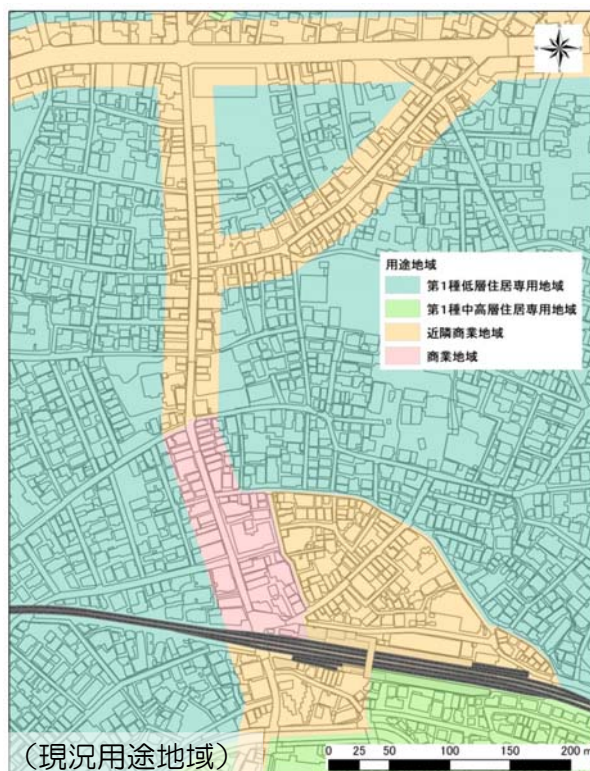 用途地域
第1種低層住居専用地域
第1種中高層住居専用地域
近隣商業地域
商業地域
（現況用途地域）
0 25 50 100 150 200 m